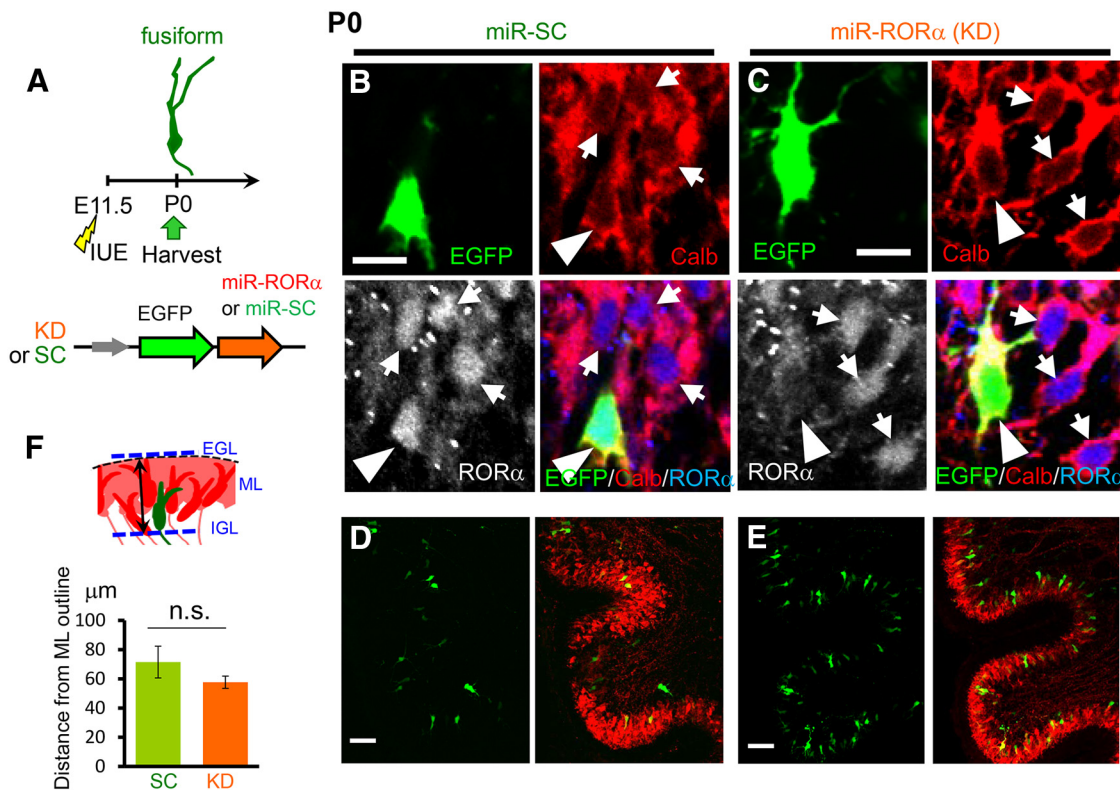 P0
miR-SC
miR-RORα (KD)
A
fusiform
E11.5
P0
IUE
Harvest
miR-RORα
or miR-SC
EGFP
KD
or SC
B
EGFP
Calb
RORα
EGFP/Calb/RORα
C
EGFP
Calb
RORα
EGFP/Calb/RORα
F
EGL
ML
IGL
μm
Distance from ML outline
n.s.
100
80
60
40
20
0
SC
KD
D
E